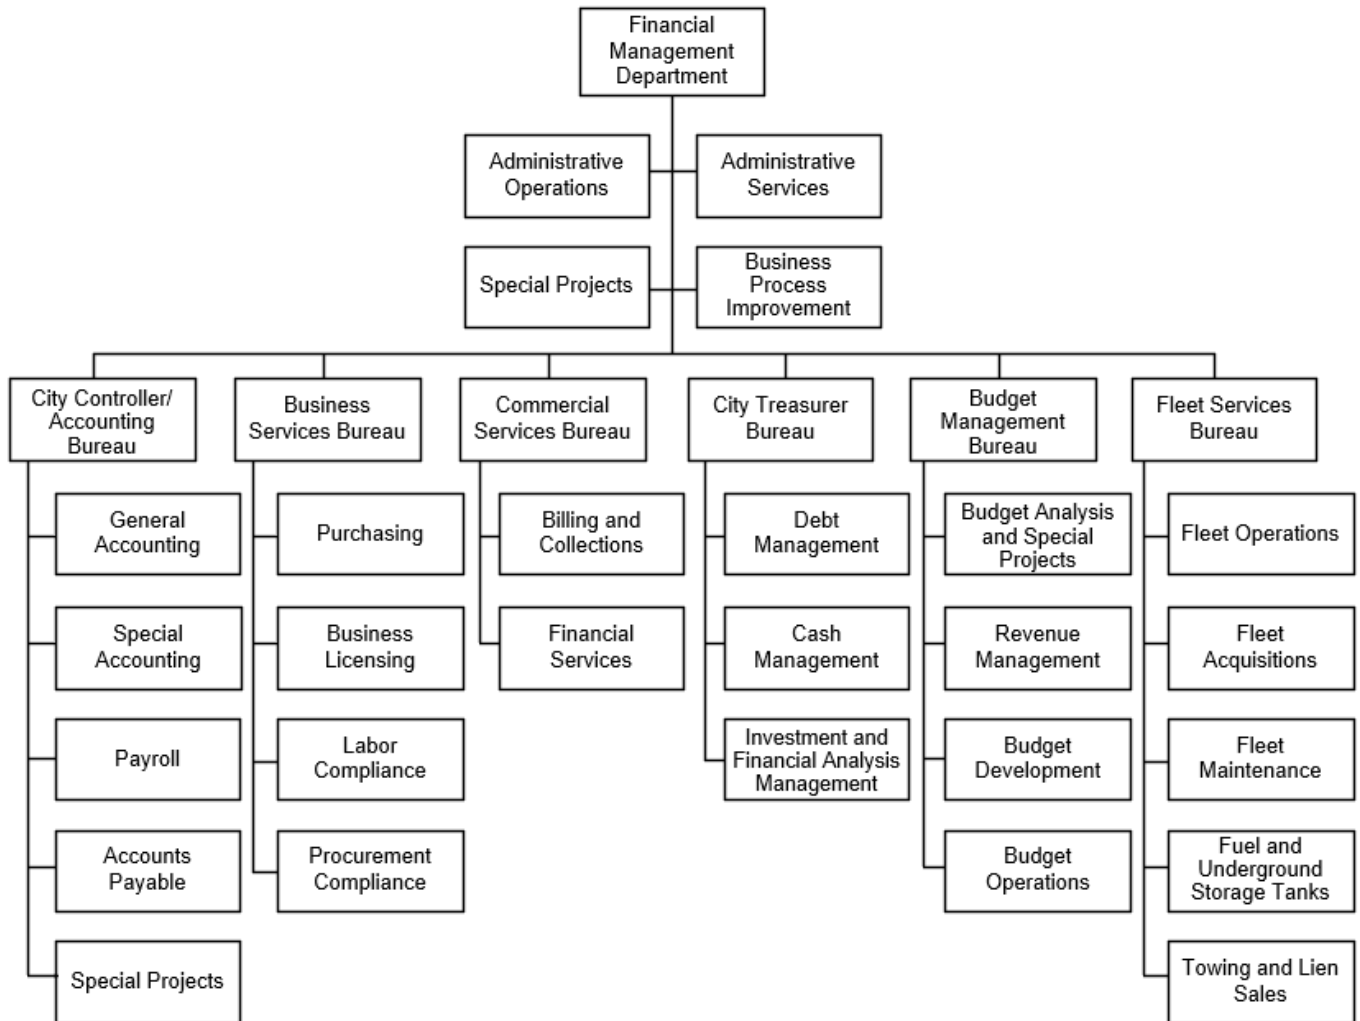 Financial
Management
Department
Administrative
Operations
Administrative
Services
Special Projects
Business
Process
Improvement
City Controller/
Accounting
Bureau
Business
Services Bureau
Commercial
Services Bureau
City Treasurer
Bureau
Budget
Management
Bureau
Fleet Services
Bureau
General
Accounting
Purchasing
Billing and
Collections
Debt
Management
Budget Analysis
and Special
Projects
Fleet Operations
Special
Accounting
Business
Licensing
Financial
Services
Cash
Management
Revenue
Management
Fleet
Acquisitions
Payroll
Labor
Compliance
Investment and
Financial Analysis
Management
Budget
Development
Fleet
Maintenance
Accounts
Payable
Procurement
Compliance
Budget
Operations
Fuel and
Underground
Storage Tanks
Special Projects
Towing and Lien
Sales